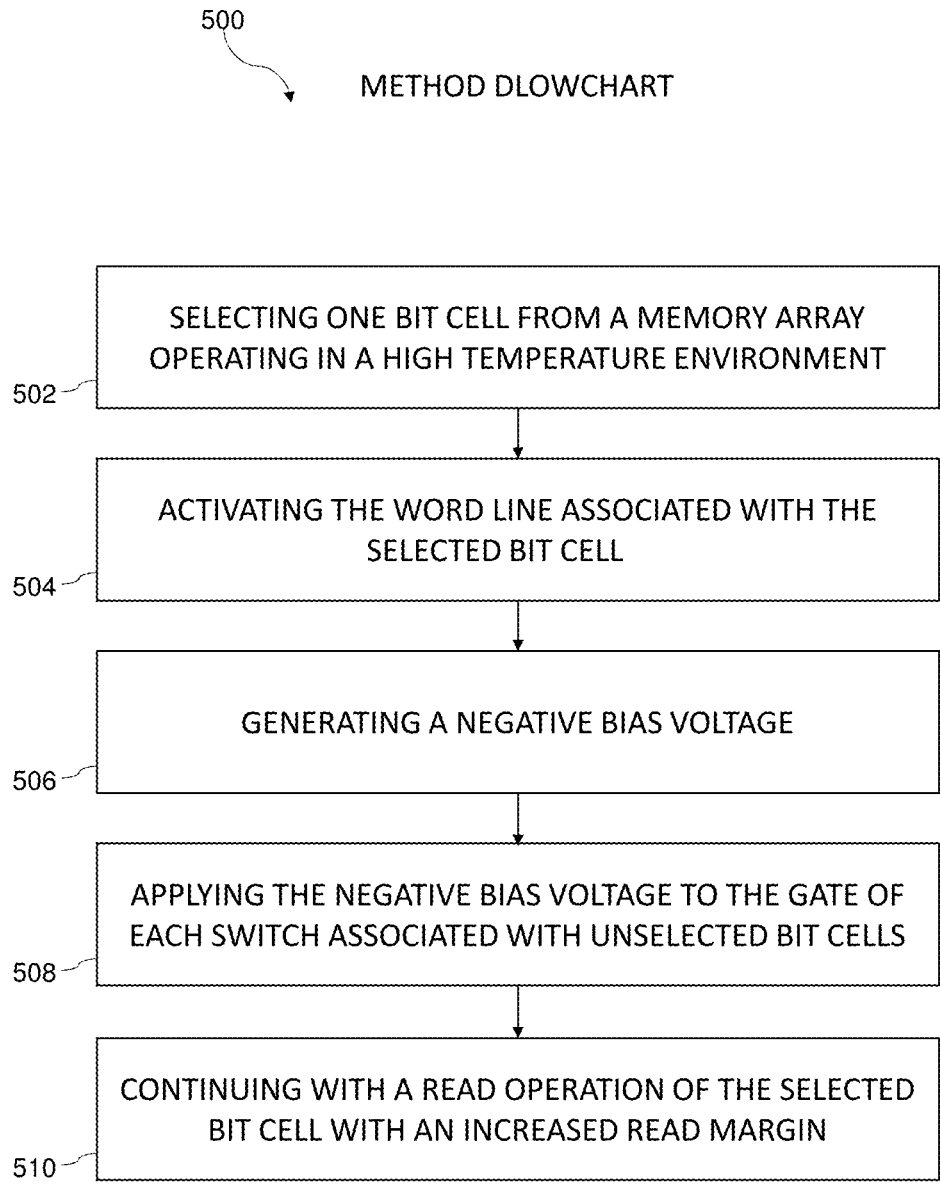 500
METHOD DLOWCHART
SELECTING ONE BIT CELL FROM A MEMORY ARRAY
OPERATING IN A HIGH TEMPERATURE ENVIRONMENT
502
ACTIVATING THE WORD LINE ASSOCIATED WITH THE
SELECTED BIT CELL
504
GENERATING A NEGATIVE BIAS VOLTAGE
506
APPLYING THE NEGATIVE BIAS VOLTAGE TO THE GATE OF
EACH SWITCH ASSOCIATED WITH UNSELECTED BIT CELLS
508
CONTINUING WITH A READ OPERATION OF THE SELECTED
BIT CELL WITH AN INCREASED READ MARGIN
510